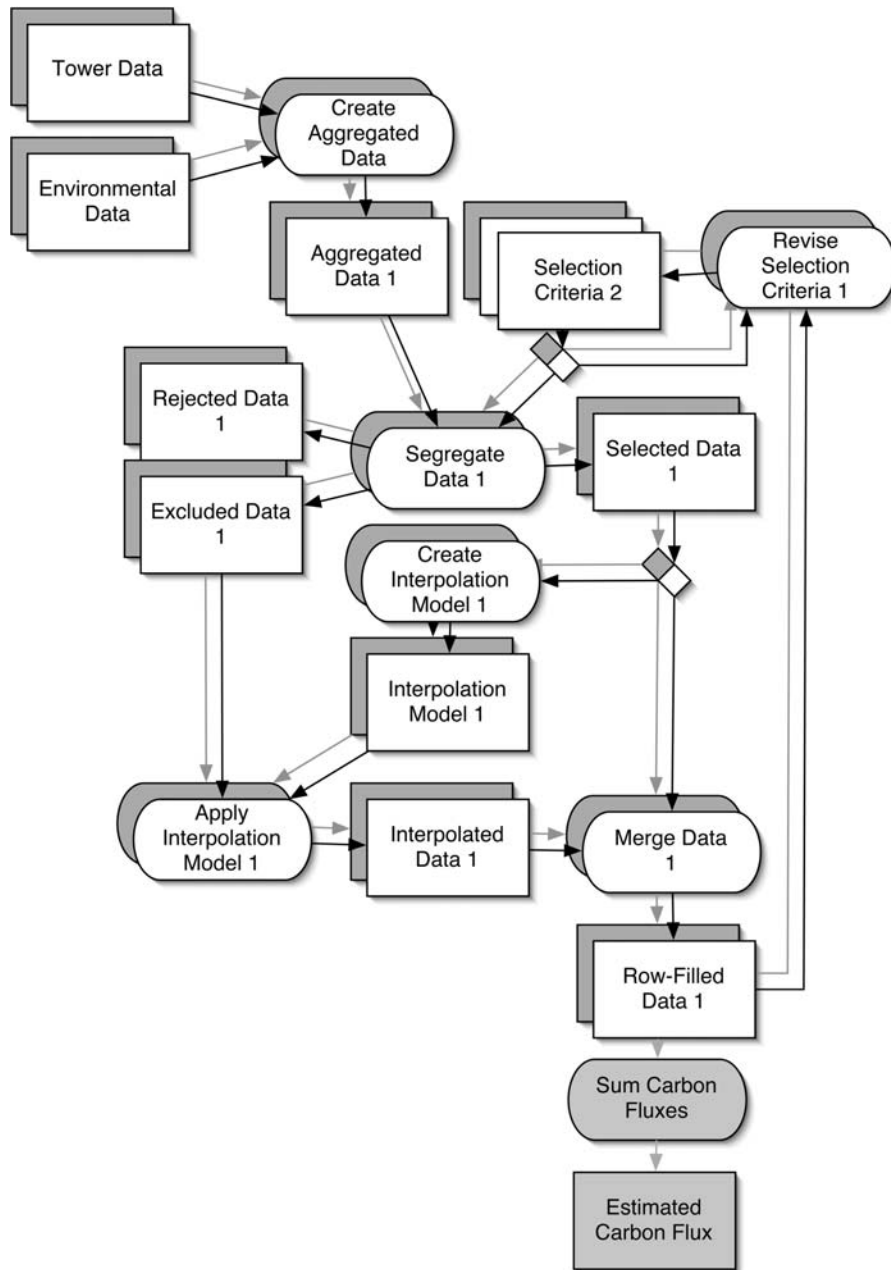 Tower Data
Create
Aggregated
Data
Environmental
Data
Aggregated
Data 1
Selection
Criteria 2
Revise
Selection
Criteria 1
Rejected Data
1
Segregate
Data 1
Selected Data
1
Excluded Data
1
Create
Interpolation
Model 1
Interpolation
Model 1
Apply
Interpolation
Model 1
Interpolated
Data 1
Merge Data
1
Row-Filled
Data 1
Sum Carbon
Fluxes
Estimated
Carbon Flux